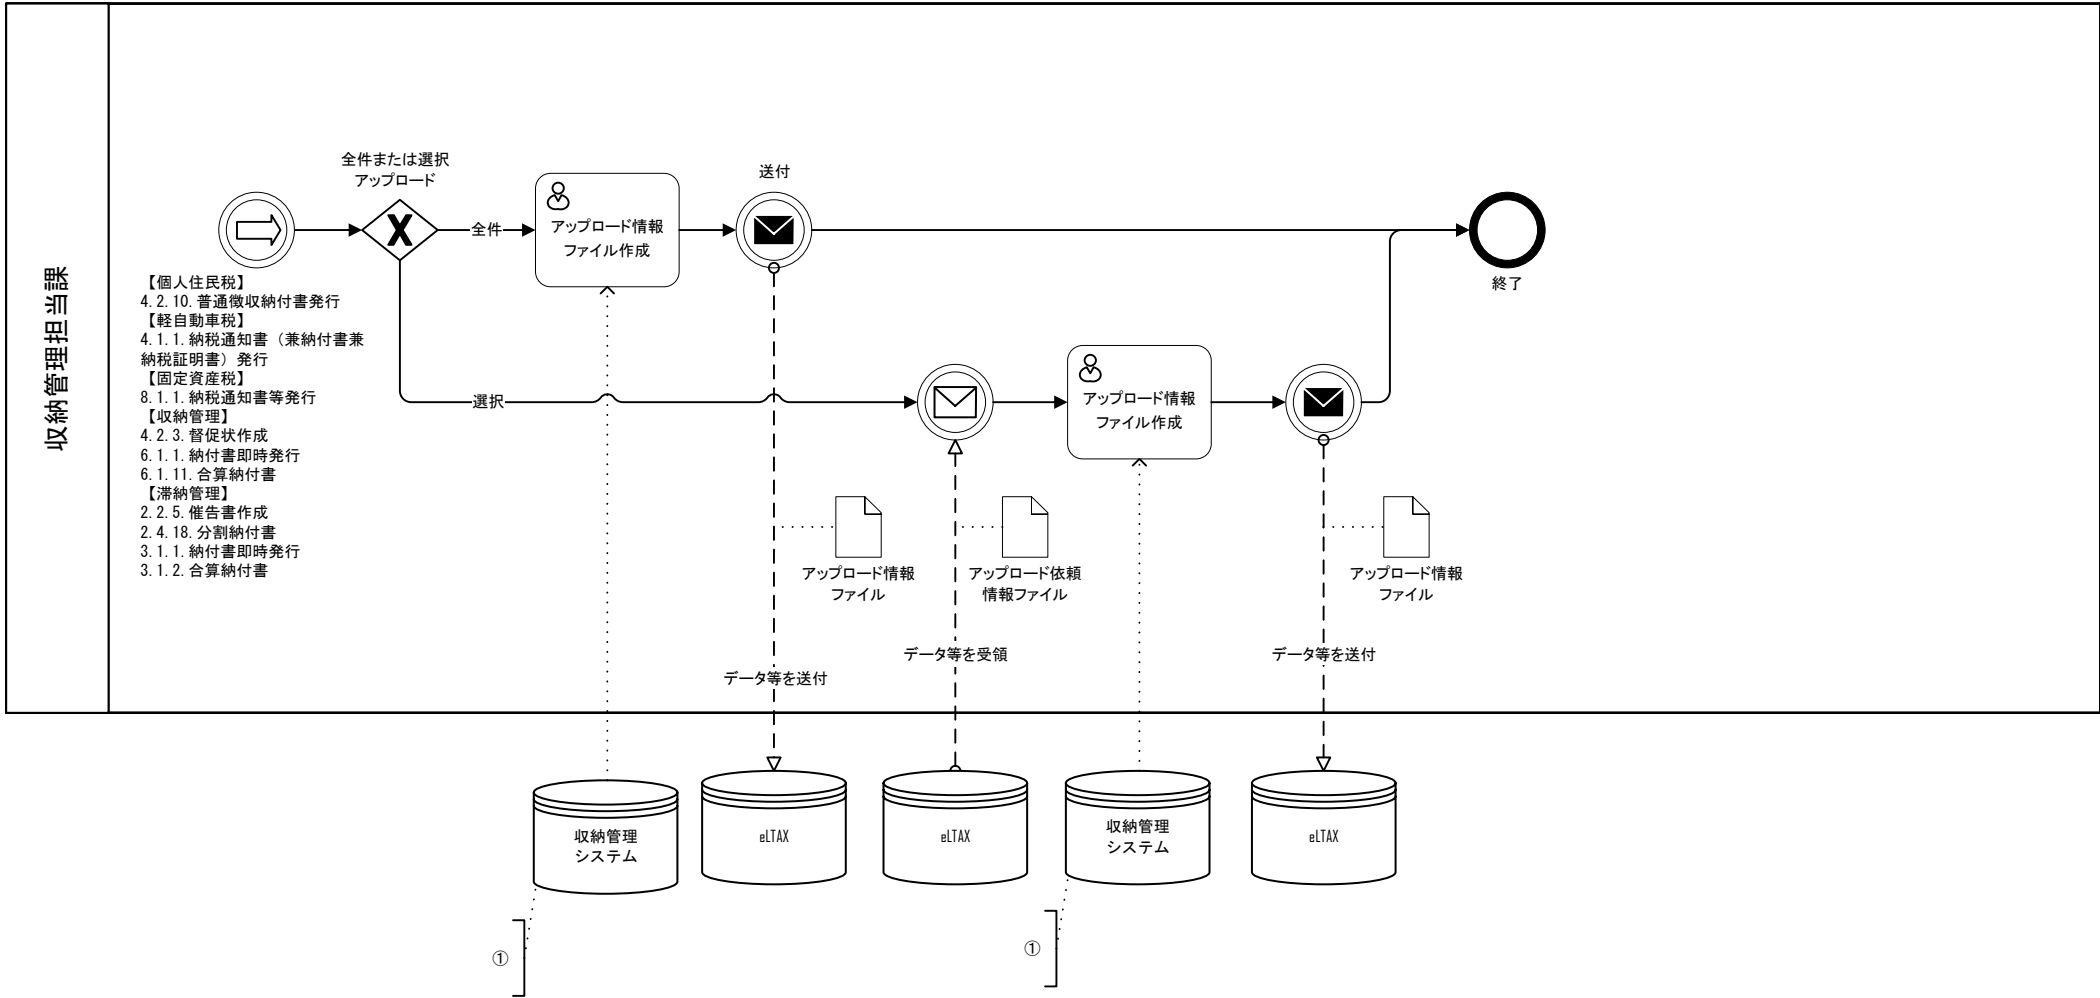 収納管理担当課
全件または選択
アップロード
全件
アップロード情報
ファイル作成
送付
終了
【個人住民税】
4.2.10.普通徴収納付書発行
【軽自動車税】
4.1.1.納税通知書（兼納付書兼
納税証明書）発行
【固定資産税】
8.1.1.納税通知書等発行
【収納管理】
4.2.3.督促状作成
6.1.1.納付書即時発行
6.1.11.合算納付書
【滞納管理】
2.2.5.催告書作成
2.4.18.分割納付書
3.1.1.納付書即時発行
3.1.2.合算納付書
選択
アップロード情報
ファイル作成
アップロード情報
ファイル
アップロード依頼
情報ファイル
アップロード情報
ファイル
データ等を送付
データ等を受領
データ等を送付
収納管理
システム
eLTAX
eLTAX
収納管理
システム
eLTAX
①
①